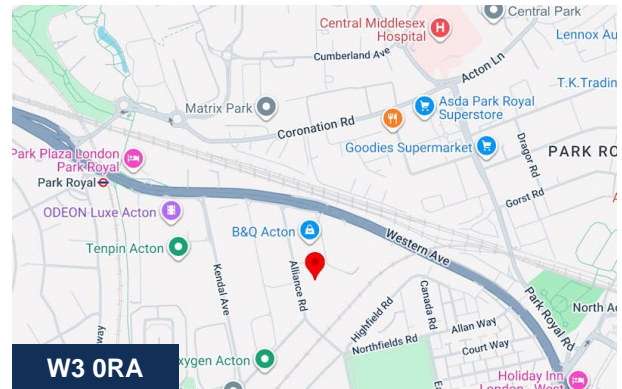 Central Park
Central Middlesex
Hospital
H
Lennox Au
Cumberland Ave
Acton Ln
T.K.Trading
Matrix Park
Asda Park Royal
Superstore
Coronation Rd
Goodies Supermarket
Dragor Rd
PARK RO
Park Plaza London
Park Royal
Park Royal
Gorst Rd
ODEON Luxe Acton
B&Q Acton
Western Ave
Tenpin Acton
Kendal Ave
Alliance Rd
Highfield Rd
Canada Rd
Park Royal Rd
North Ac
Allan Way
Northfields Rd
Court Way
Oxygen Acton
Holiday Inn
London - West
W3 0RA